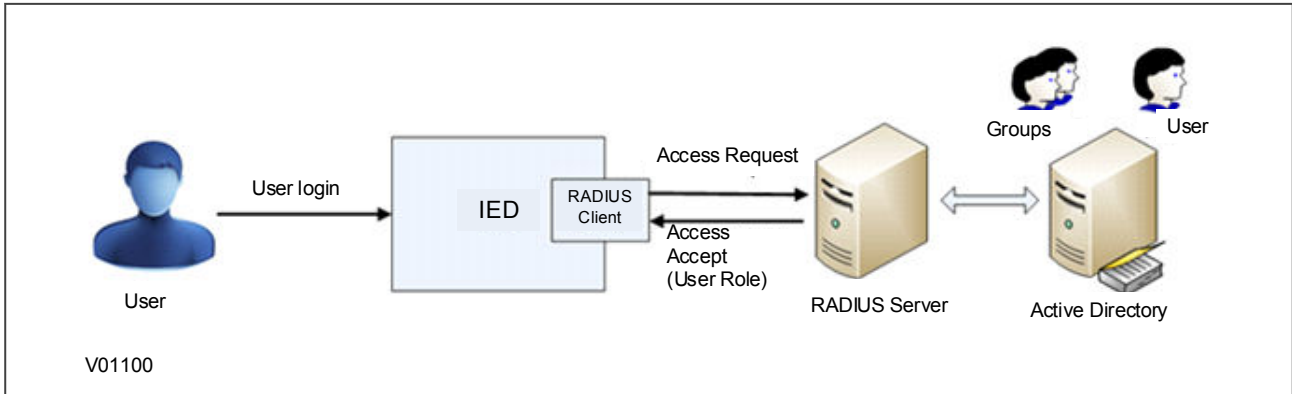 Groups
User
User login
IED
RADIUS
Client
Access Request
Access
Accept
(User Role)
User
RADIUS Server
Active Directory
V01100